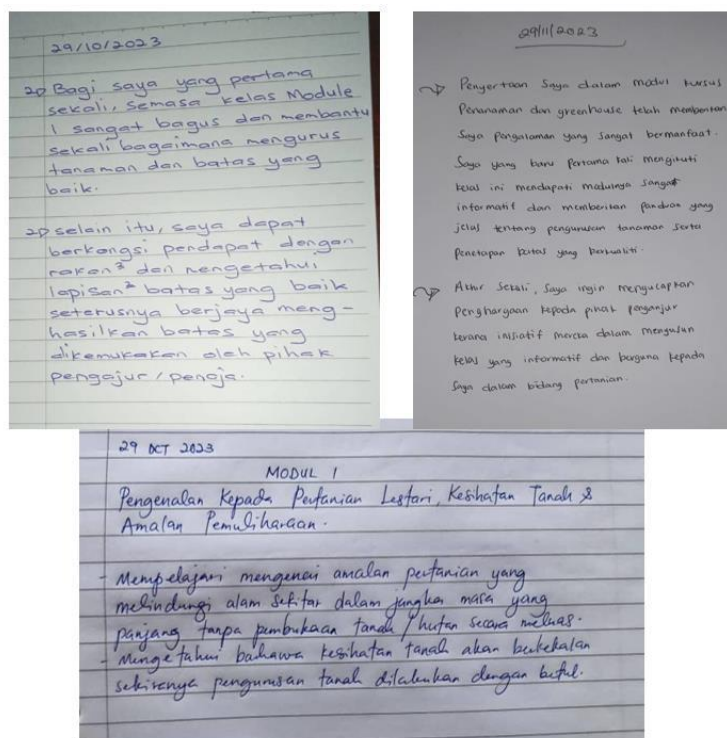 29/10/2023
20 Bagi saya yang pertama
sekali, semasa kelas Module
1 sangat bagus dan membantu
sekali bagaimana mengurus
tanaman dan batas yang
baik.
selain itu, saya dapat
berkongsi pendapat dengan
rakan² dan mengetahui
lapisan² batas yang baik
seterusnya berjaya meng-
hasilkan batas yang
dikemukakan oleh pihak
pengajur/penaja.
29/11/2023
Penyertaan saya dalam modul kursus
Penanaman dan greenhouse telah memberikan
Saya pengalaman yang sangat bermanfaat.
Saya yang baru pertama kali mengikuti
kelas ini mendapati modulnya sangat
informatif dan memberikan panduan yang
jelas tentang pengurusan tanaman serta
Penetapan batas yang berkualiti.
Akhir Sekali, Saya ingin mengucapkan
Penghargaan kepada pihak penganjur
kerana inisiatif mereka dalam mengusun
kelas yang informatif dan berguna kepada
Saya dalam bidang pertanian.
29 OCT 2023
MODUL 1
Pengenalan Kepada Pertanian Lestari, Kesihatan Tanah &
Amalan Pemuliharaan.
- Mempelajari mengenai amalan pertanian yang
melindungi alam sekitar dalam jangka masa yang
panjang tanpa pembukaan tanah / hutan secara meluas.
- Mengetahui bahawa kesihatan tanah akan berkekalan
sekiranya pengurusan tanah dilakukan dengan betul.